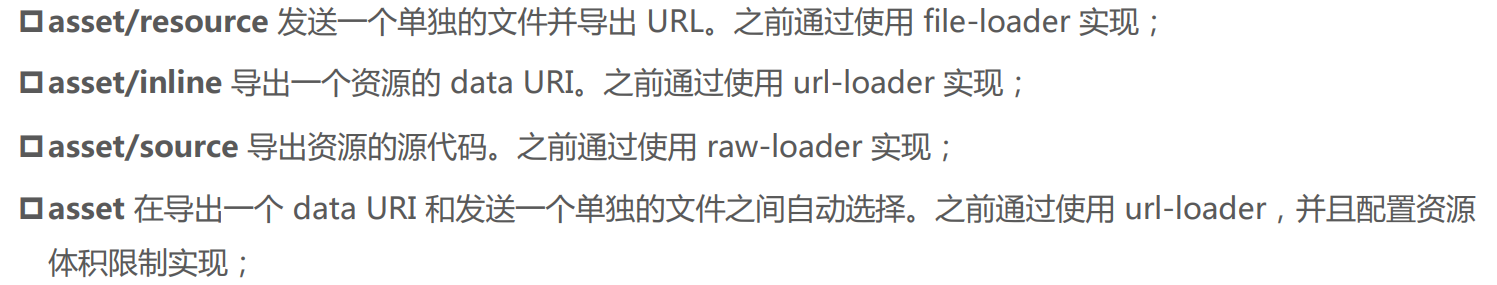 asset/resource 发送一个单独的文件并导出 URL。之前通过使用 file-loader 实现；
asset/inline 导出一个资源的 data URI。之前通过使用 url-loader 实现；
asset/source 导出资源的源代码。之前通过使用 raw-loader 实现；
asset 在导出一个 data URI 和发送一个单独的文件之间自动选择。之前通过使用 url-loader，并且配置资源
体积限制实现；